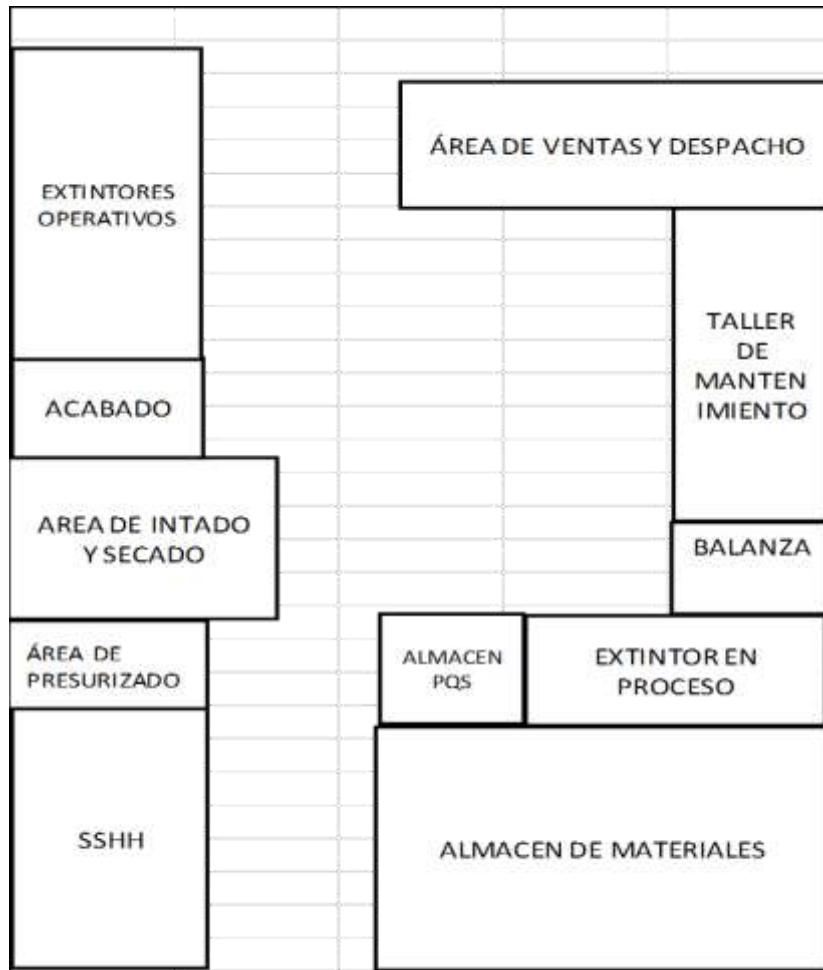 EXTINTORES
OPERATIVOS
ÁREA DE VENTAS Y DESPACHO
TALLER
DE
MANTEN
IMIENTO
ACABADO
AREA DE INTADO
Y SECADO
BALANZA
ÁREA DE
PRESURIZADO
ALMACEN
PQS
EXTINTOR EN
PROCESO
SSHH
ALMACEN DE MATERIALES